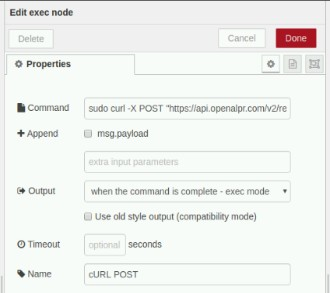 Edit exec node
Delete
Cancel
Done
Properties
Command
sudo curl -X POST "https://api.openalpr.com/v2/re
Append
msg.payload
extra input parameters
Output
when the command is complete - exec mode
Use old style output (compatibility mode)
Timeout
optional
seconds
Name
cURL POST